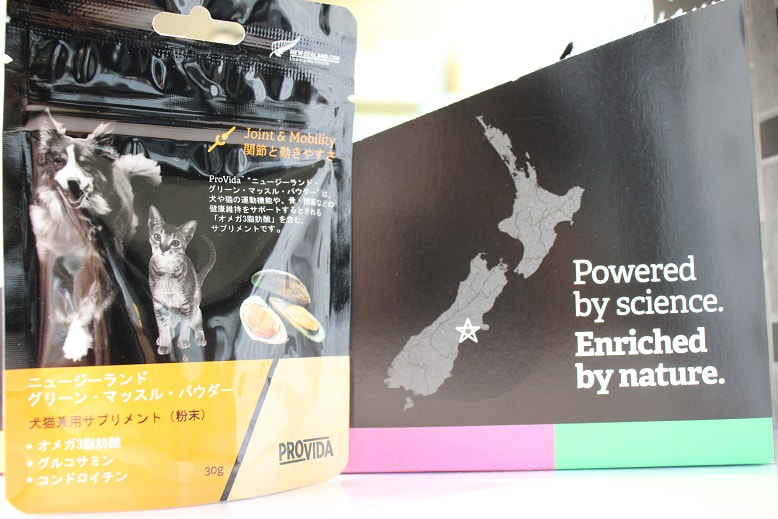 NEWZEALAND.COM
Joint & Mobility
関節と動きやすさ
ProVida "ニュージーランド・
グリーン・マッスル・パウダー"は、
犬や猫の運動機能や、骨・関節などの
健康維持をサポートするとされる
「オメガ3脂肪酸」を含む、
サプリメントです。
ニュージーランド
グリーン・マッスル・パウダー
犬猫兼用サプリメント（粉末）
• オメガ3脂肪酸
• グルコサミン
• コンドロイチン
30g
PROVIDA
Powered
by science.
Enriched
by nature.